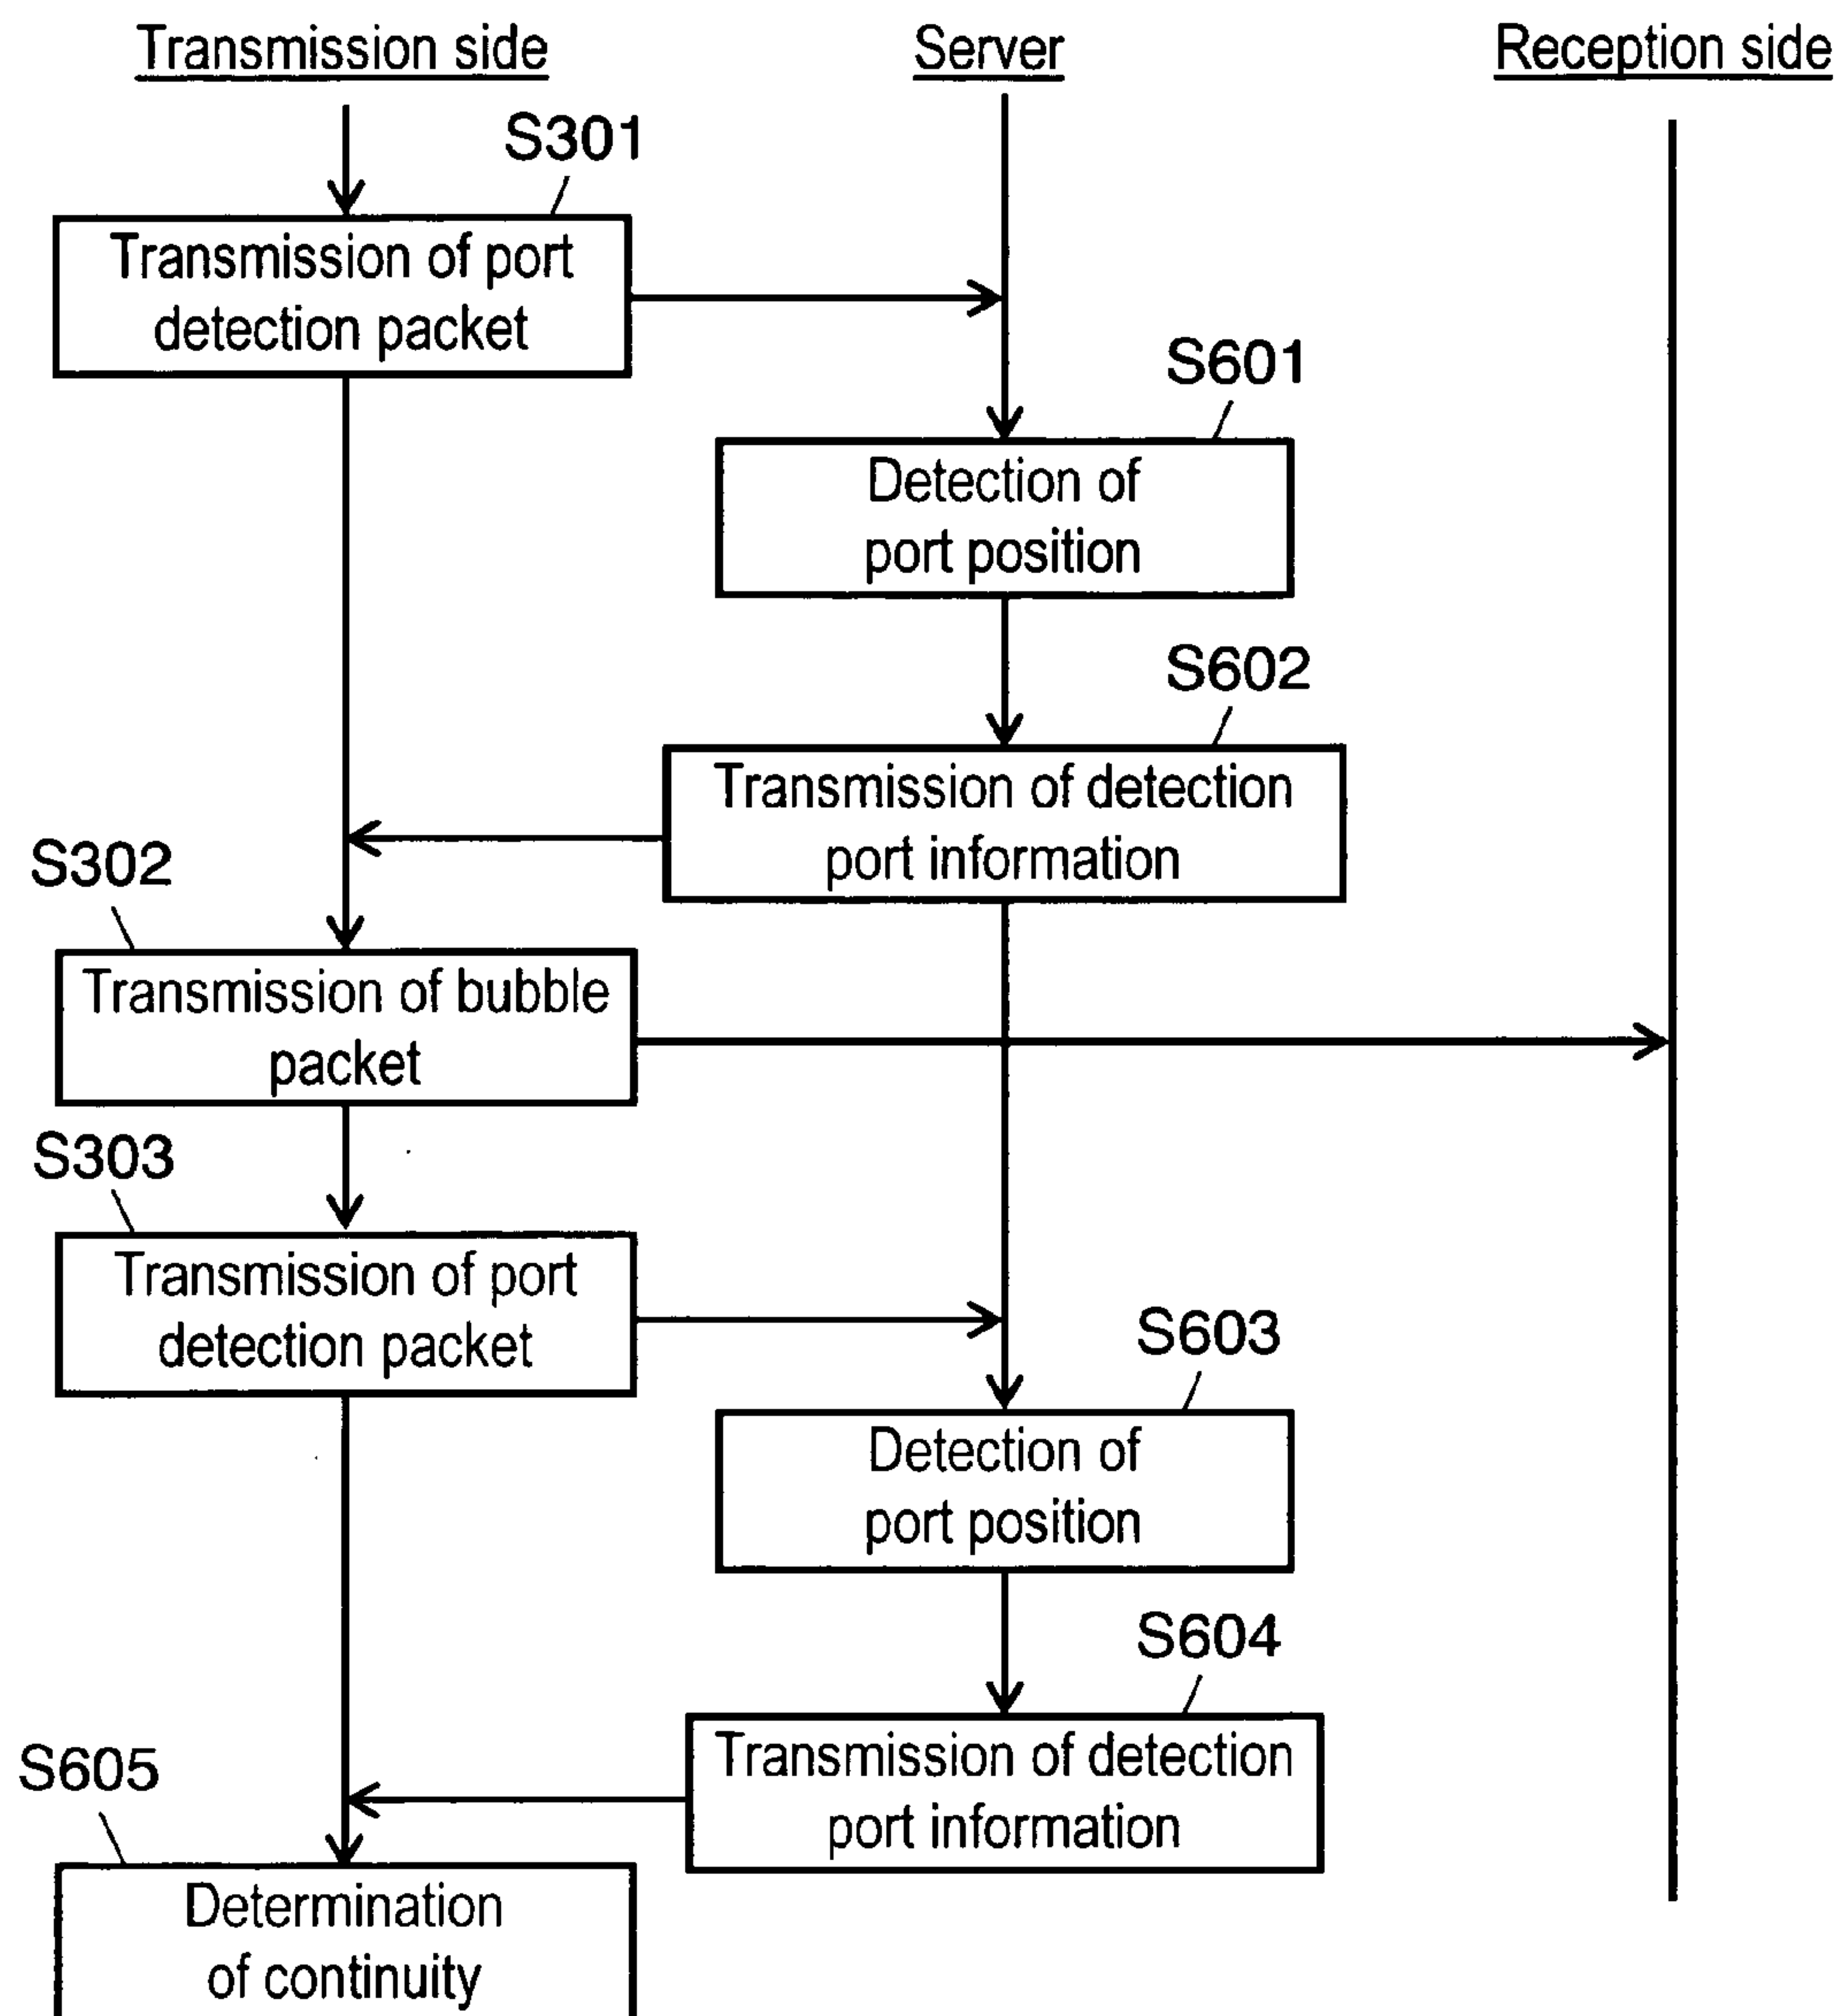 Transmission side
Server
Reception side
S301
Transmission of port
detection packet
S601
Detection of
port position
S602
Transmission of detection
port information
S302
Transmission of bubble
packet
S303
Transmission of port
detection packet
S603
Detection of
port position
S604
Transmission of detection
port information
S605
Determination
of continuity